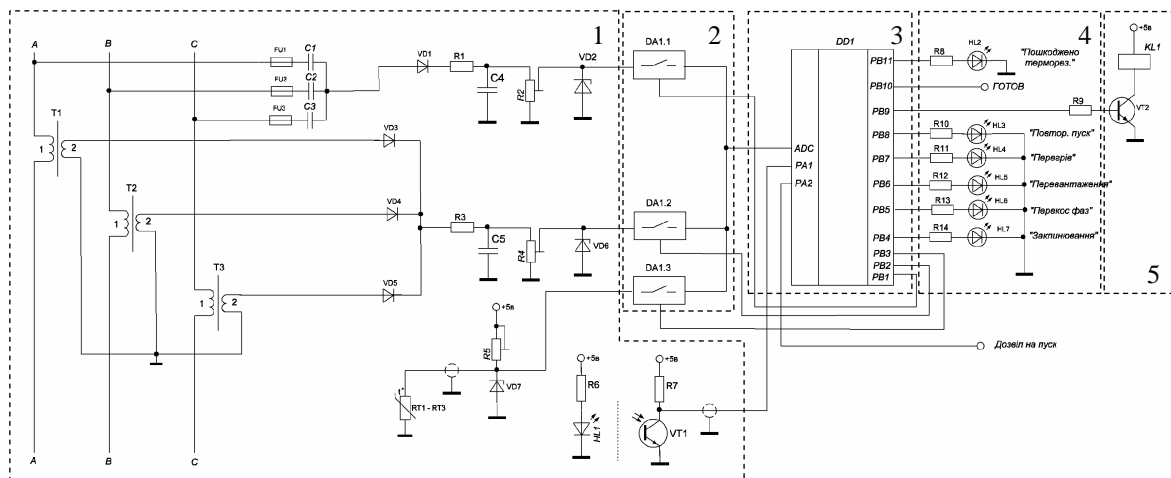 1
2
3
4
5
A
B
C
FU1
C1
FU2
C2
FU3
C3
VD1
R1
C4
R2
VD2
DA1.1
DD1
PB11
PB10
PB9
PB8
PB7
PB6
PB5
PB4
PB3
PB2
PB1
ADC
PA1
PA2
R8
HL2
"Пошкоджено
терморез."
ГОТОВ
R9
+5в
KL1
VT2
R10
HL3
"Повтор. пуск"
R11
HL4
"Перегрів"
R12
HL5
"Перевантаження"
R13
HL6
"Перекос фаз"
R14
HL7
"Заклинювання"
T1
1
2
VD3
T2
1
2
VD4
T3
1
2
VD5
R3
C5
R4
VD6
DA1.2
DA1.3
+5в
R5
VD7
t°
RT1 - RT3
+5в
R6
HL1
+5в
R7
VT1
Дозвіл на пуск
A
B
C